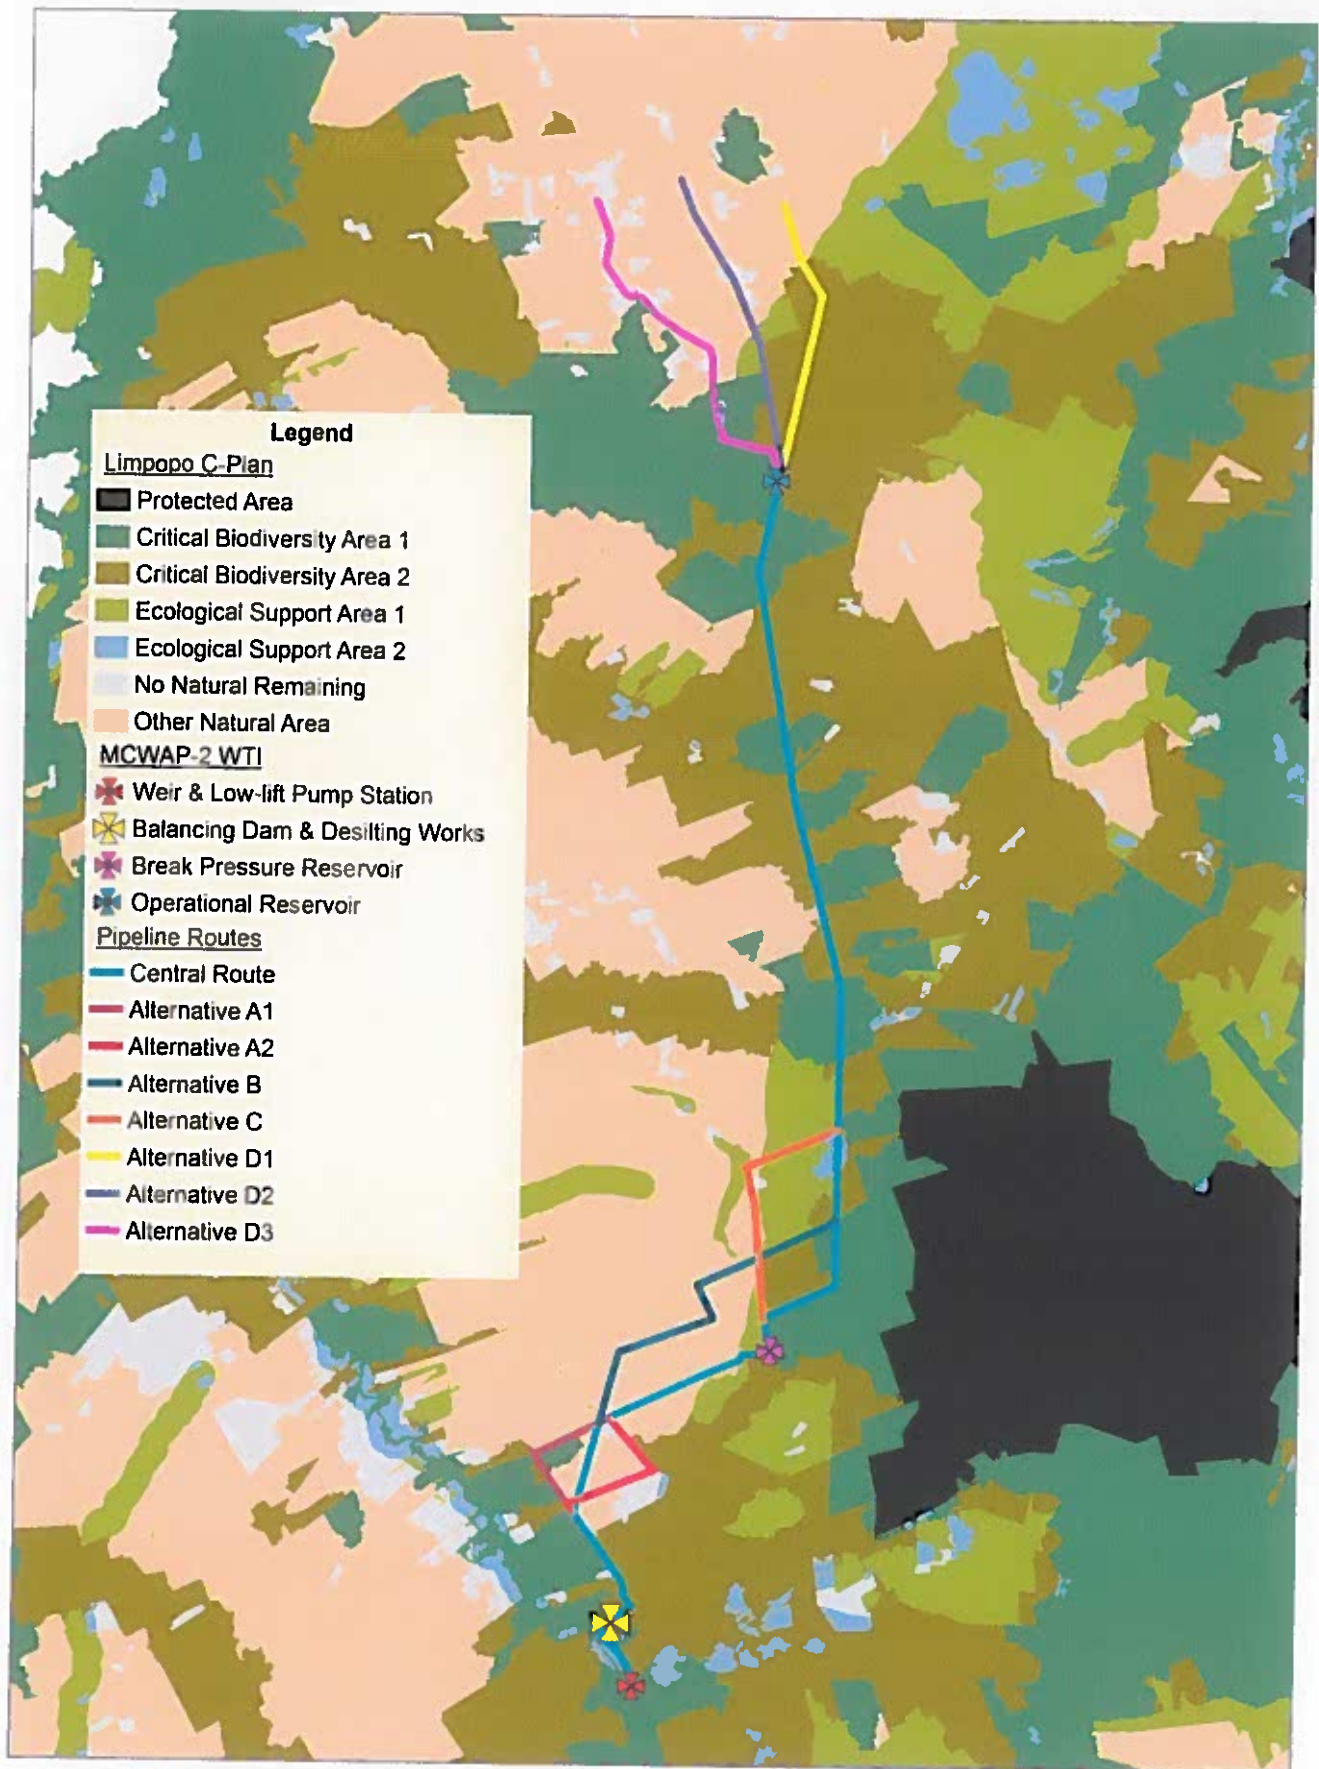 Legend
Limpopo C-Plan
Protected Area
Critical Biodiversity Area 1
Critical Biodiversity Area 2
Ecological Support Area 1
Ecological Support Area 2
No Natural Remaining
Other Natural Area
MCWAP-2 WTI
Weir & Low-lift Pump Station
Balancing Dam & Desilting Works
Break Pressure Reservoir
Operational Reservoir
Pipeline Routes
Central Route
Alternative A1
Alternative A2
Alternative B
Alternative C
Alternative D1
Alternative D2
Alternative D3